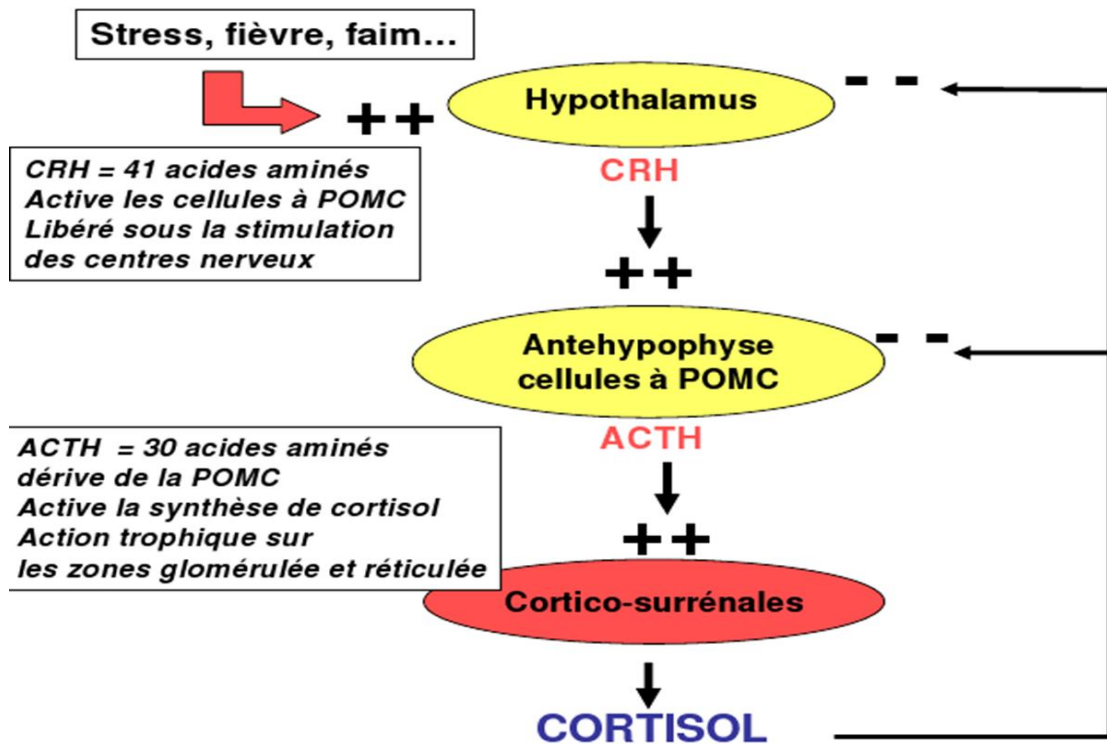 Stress, fièvre, faim...
Hypothalamus
- -
++
CRH = 41 acides aminés
Active les cellules à POMC
Libéré sous la stimulation
des centres nerveux
CRH
++
Antehypophyse
cellules à POMC
- -
ACTH
ACTH = 30 acides aminés
dérive de la POMC
Active la synthèse de cortisol
Action trophique sur
les zones glomérulée et réticulée
++
Cortico-surrénales
CORTISOL